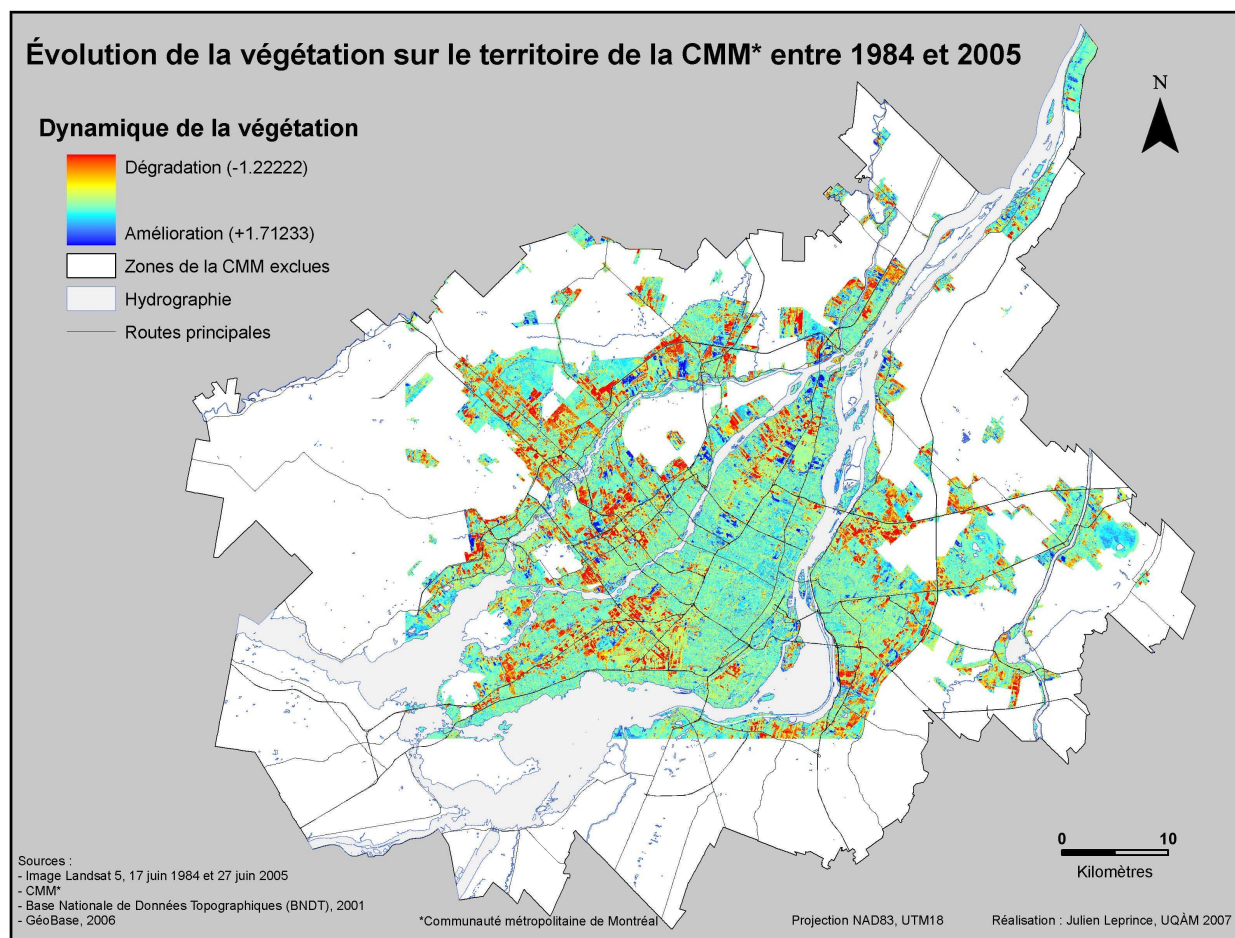 Évolution de la végétation sur le territoire de la CMM* entre 1984 et 2005
N
Dynamique de la végétation
Dégradation (-1.22222)
Amélioration (+1.71233)
Zones de la CMM exclues
Hydrographie
Routes principales
0 10
Kilomètres
Sources :
- Image Landsat 5, 17 juin 1984 et 27 juin 2005
- CMM*
- Base Nationale de Données Topographiques (BNDT), 2001
- GéoBase, 2006
*Communauté métropolitaine de Montréal
Projection NAD83, UTM18
Réalisation : Julien Leprince, UQÀM 2007